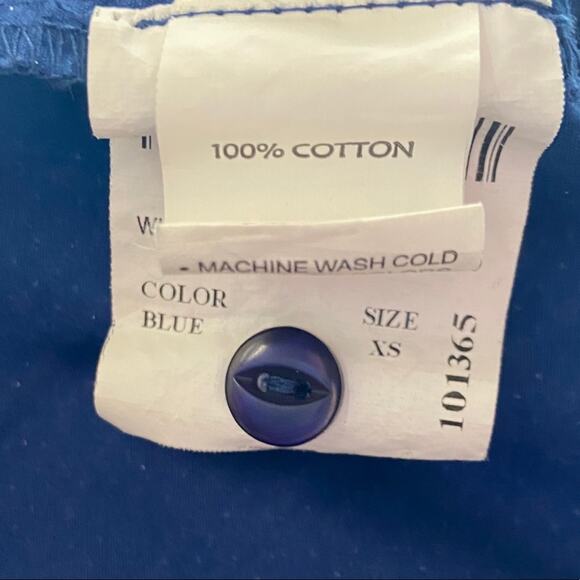 100% COTTON
- MACHINE WASH COLD
COLOR
BLUE
SIZE
XS
101365